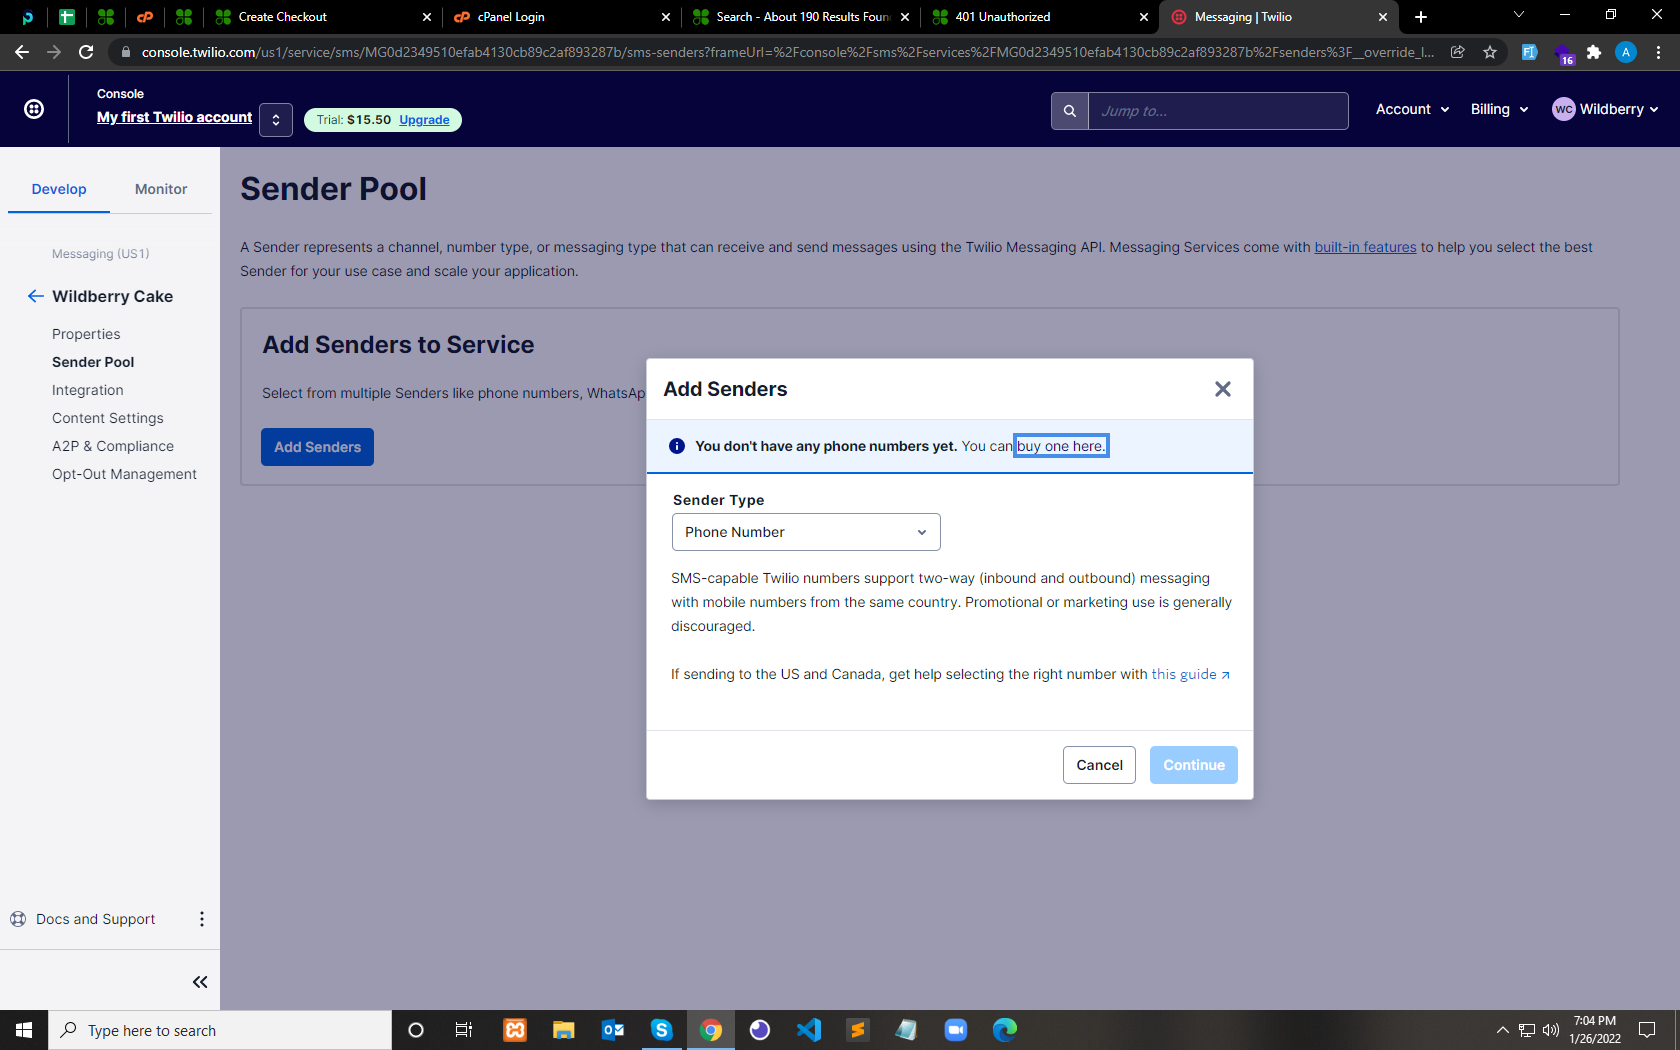 Create Checkout
cPanel Login
Search - About 190 Results Foun
401 Unauthorized
Messaging | Twilio
console.twilio.com/us1/service/sms/MG0d2349510efab4130cb89c2af893287b/sms-senders?frameUrl=%2Fconsole%2Fsms%2Fservices%2FMG0d2349510efab4130cb89c2af893287b%2Fsenders%3F__override_l...
16
A
Console
My first Twilio account
Trial: $15.50 Upgrade
Jump to...
Account
Billing
WC Wildberry
Develop
Monitor
Messaging (US1)
Wildberry Cake
Properties
Sender Pool
Integration
Content Settings
A2P & Compliance
Opt-Out Management
Docs and Support
Sender Pool
A Sender represents a channel, number type, or messaging type that can receive and send messages using the Twilio Messaging API. Messaging Services come with built-in features to help you select the best
Sender for your use case and scale your application.
Add Senders to Service
Select from multiple Senders like phone numbers, WhatsAp
Add Senders
Add Senders
You don't have any phone numbers yet. You can buy one here.
Sender Type
Phone Number
SMS-capable Twilio numbers support two-way (inbound and outbound) messaging
with mobile numbers from the same country. Promotional or marketing use is generally
discouraged.
If sending to the US and Canada, get help selecting the right number with this guide
Cancel
Continue
Type here to search
7:04 PM
1/26/2022